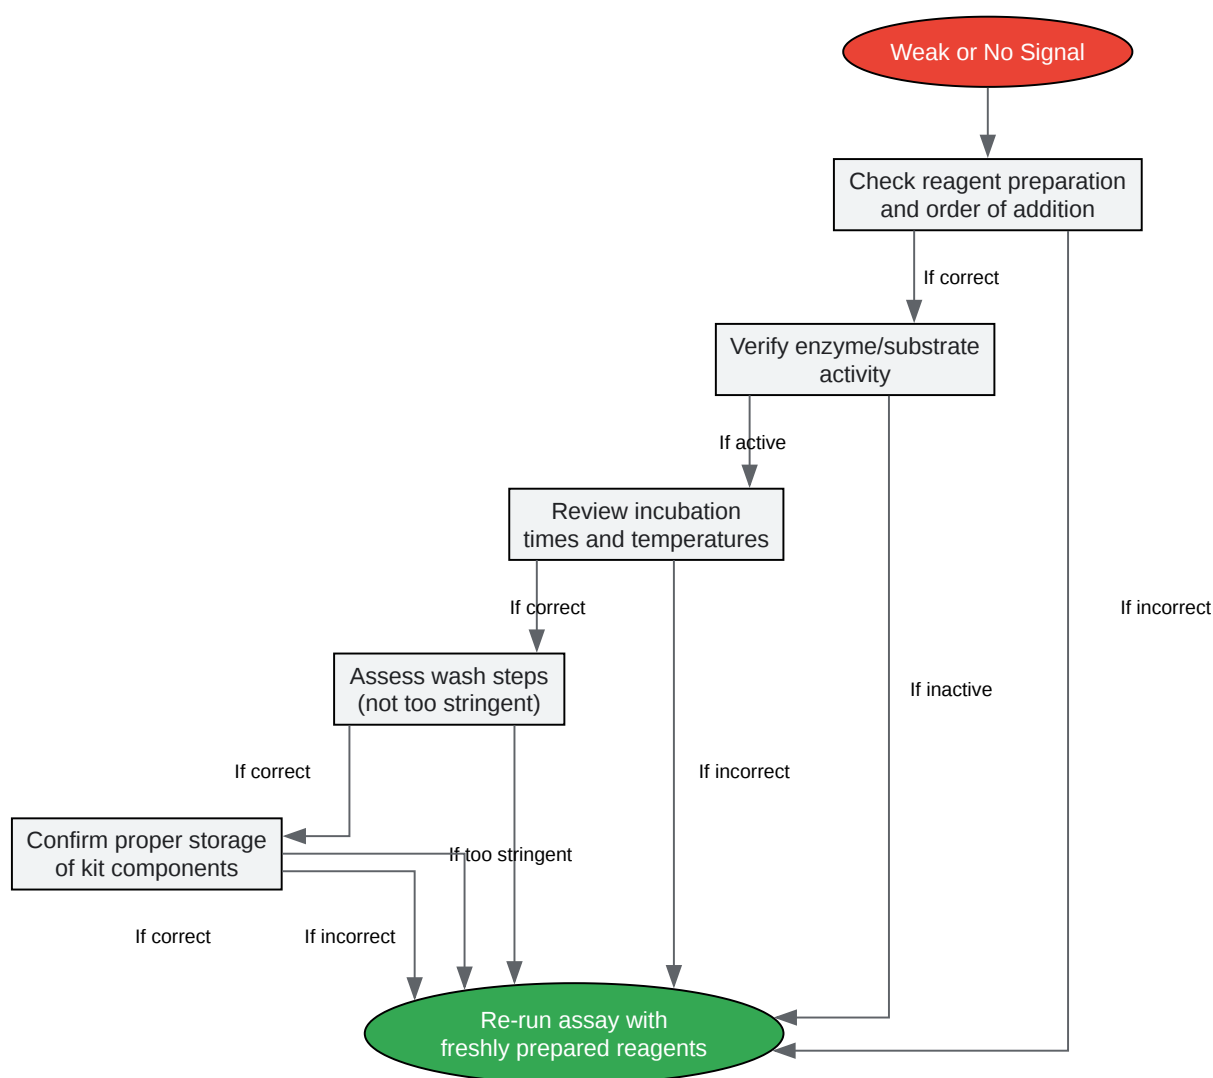 Weak or No Signal
Check reagent preparation
and order of addition
If correct
Verify enzyme/substrate
activity
If active
Review incubation
times and temperatures
If correct
If incorrect
Assess wash steps
(not too stringent)
If inactive
If correct
If incorrect
Confirm proper storage
of kit components
If too stringent
If correct
If incorrect
Re-run assay with
freshly prepared reagents